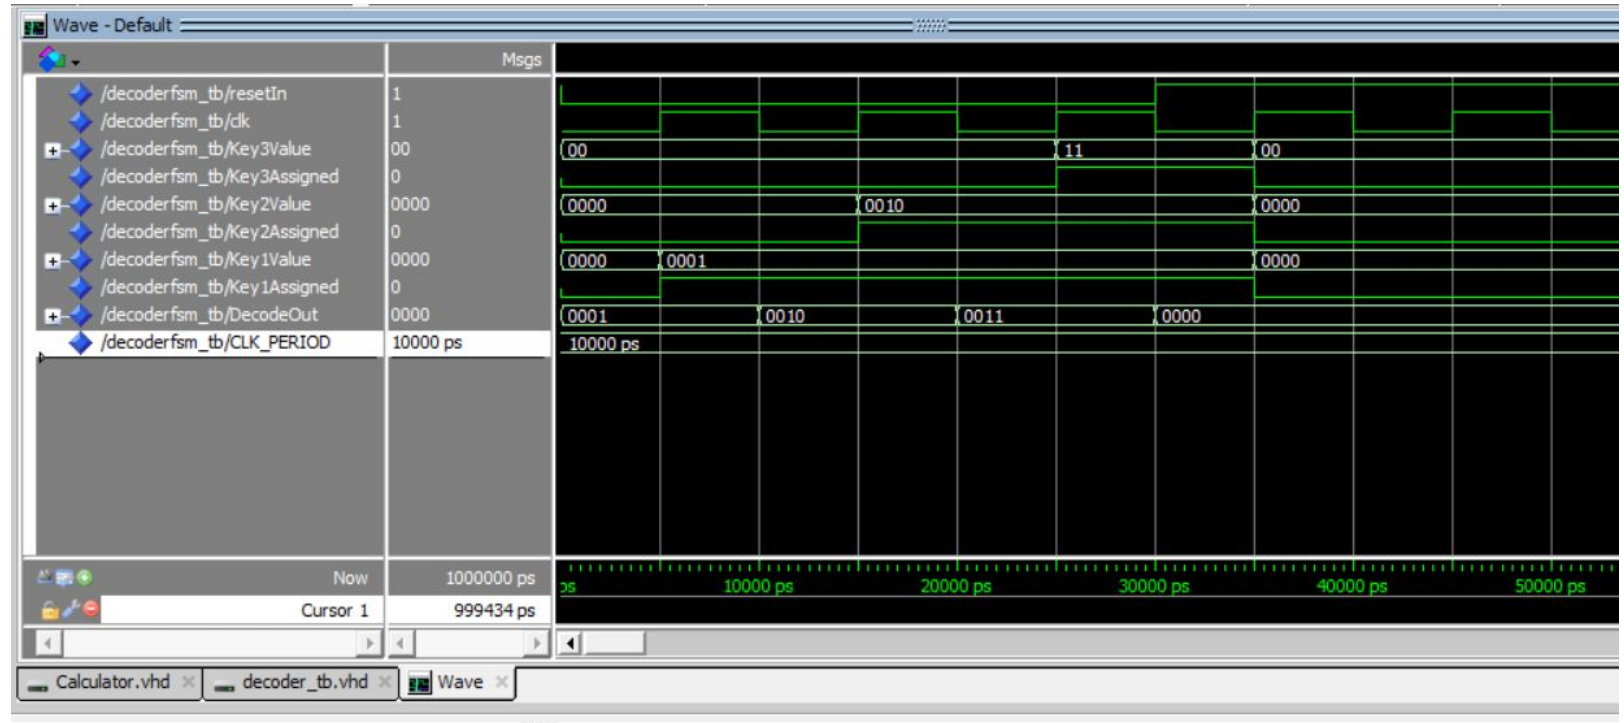 Wave - Default
Msgs
/decoderfsm_tb/resetIn 1
/decoderfsm_tb/clk 1
/decoderfsm_tb/Key3Value 00 00 11 00
/decoderfsm_tb/Key3Assigned 0
/decoderfsm_tb/Key2Value 0000 0000 0010 0000
/decoderfsm_tb/Key2Assigned 0
/decoderfsm_tb/Key1Value 0000 0000 0001 0000
/decoderfsm_tb/Key1Assigned 0
/decoderfsm_tb/DecodeOut 0000 0001 0010 0011 0000
/decoderfsm_tb/CLK_PERIOD 10000 ps 10000 ps
Now 1000000 ps ps 10000 ps 20000 ps 30000 ps 40000 ps 50000 ps
Cursor 1 999434 ps
Calculator.vhd decoder_tb.vhd Wave